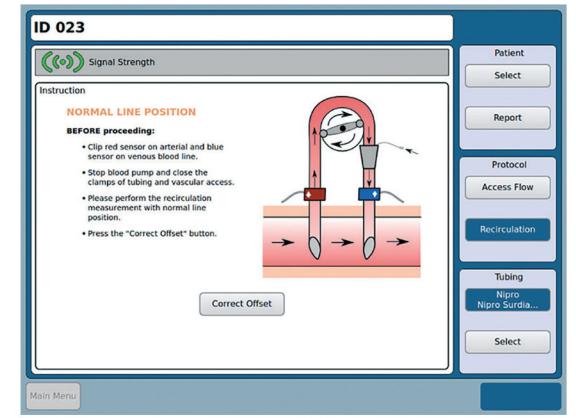 ID 023
Signal Strength
Instruction
NORMAL LINE POSITION
BEFORE proceeding:
• Clip red sensor on arterial and blue
sensor on venous blood line.
• Stop blood pump and close the
clamps of tubing and vascular access.
• Please perform the recirculation
measurement with normal line
position.
• Press the "Correct Offset" button.
Correct Offset
Patient
Select
Report
Protocol
Access Flow
Recirculation
Tubing
Nipro
Nipro Surdia...
Select
Main Menu